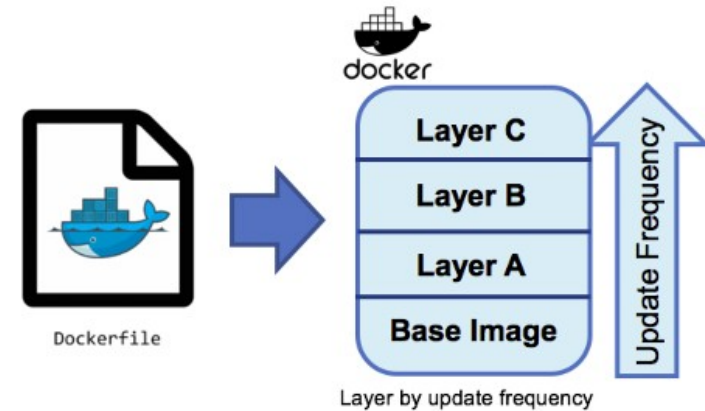 docker
Layer C
Layer B
Layer A
Base Image
Update Frequency
Dockerfile
Layer by update frequency